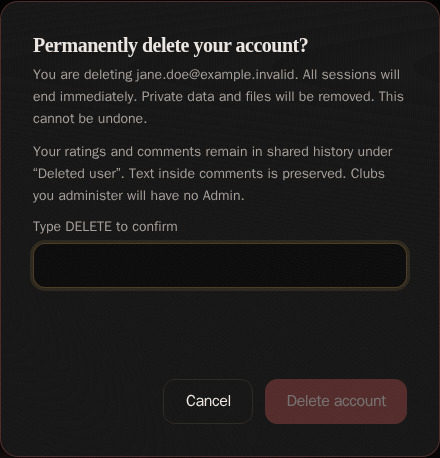 Permanently delete your account?
You are deleting jane.doe@example.invalid. All sessions will
end immediately. Private data and files will be removed. This
cannot be undone.
Your ratings and comments remain in shared history under
“Deleted user”. Text inside comments is preserved. Clubs
you administer will have no Admin.
Type DELETE to confirm
Cancel
Delete account